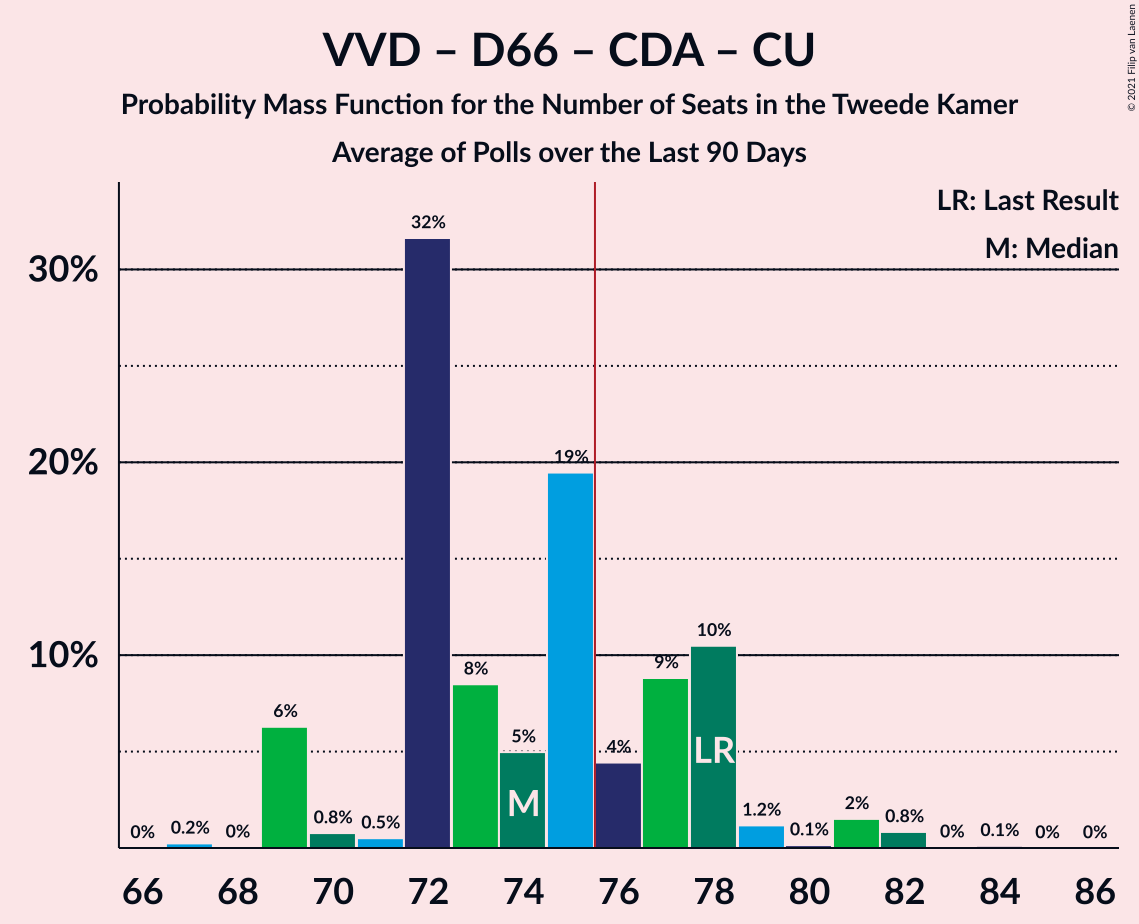 VVD – D66 – CDA – CU
Probability Mass Function for the Number of Seats in the Tweede Kamer
Average of Polls over the Last 90 Days
© 2021 Filip van Laenen
LR: Last Result
M: Median
30%
20%
10%
0%
0.2%
0%
6%
0.8%
0.5%
32%
8%
5%
19%
4%
9%
10%
1.2%
0.1%
2%
0.8%
0%
0.1%
0%
0%
M
LR
66 68 70 72 74 76 78 80 82 84 86